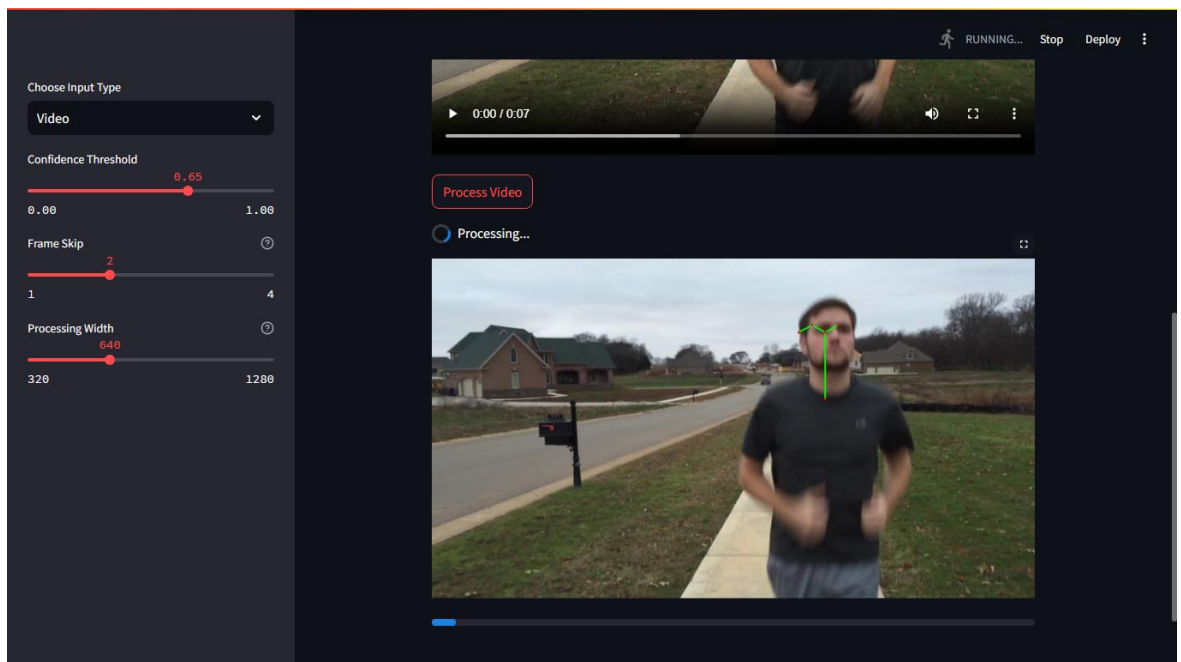 RUNNING... Stop Deploy
Choose Input Type
Video
Confidence Threshold
0.65
0.00 1.00
Frame Skip
2
1 4
Processing Width
640
320 1280
0:00 / 0:07
Process Video
Processing...